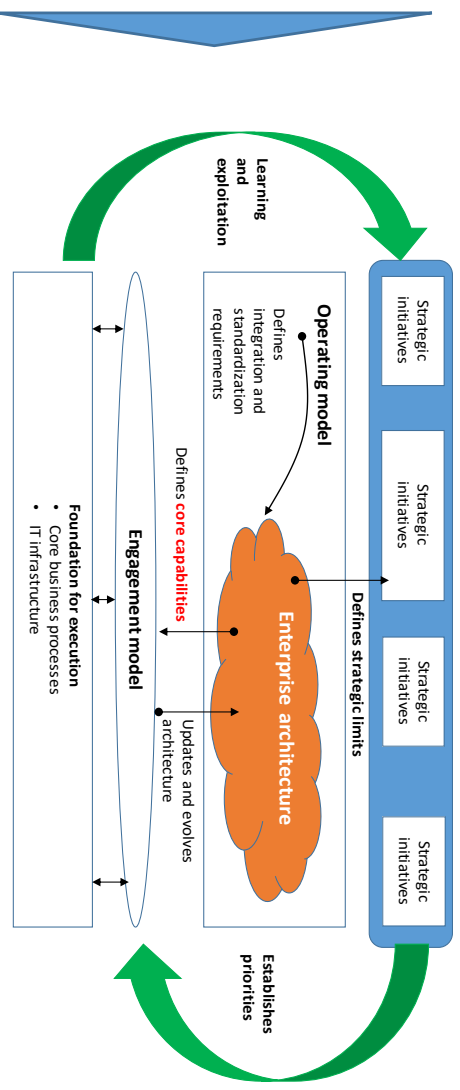 Strategic
initiatives
Strategic
initiatives
Strategic
initiatives
Strategic
initiatives
Learning
and
exploitation
Defines strategic limits
Establishes
priorities
Operating model
Defines
integration and
standardization
requirements
Enterprise architecture
Defines core capabilities
Updates and evolves
architecture
Engagement model
Foundation for execution
• Core business processes
• IT infrastructure